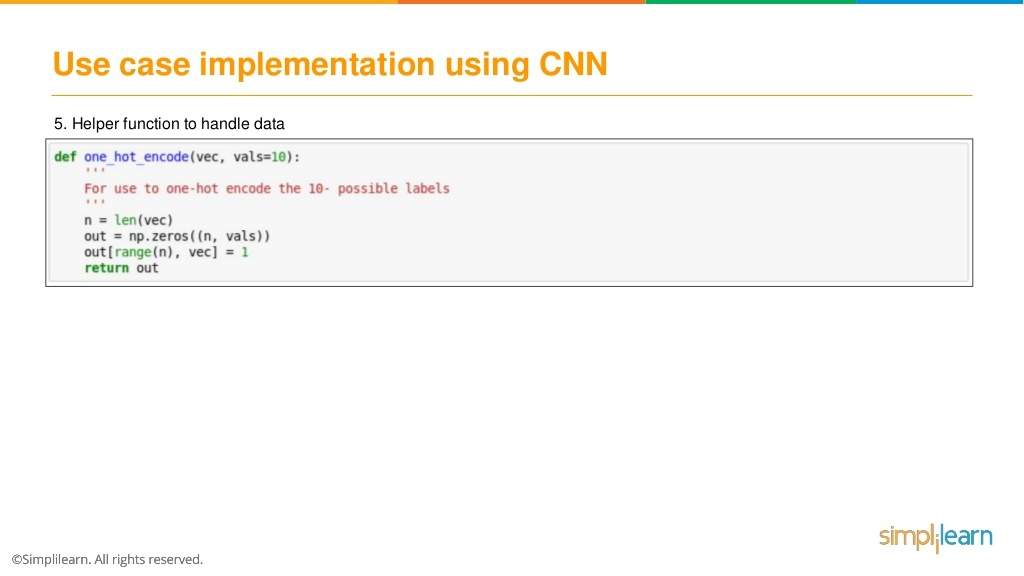 Use case implementation using CNN
5. Helper function to handle data
def one_hot_encode(vec, vals=10):
    '''
    For use to one-hot encode the 10- possible labels
    '''
    n = len(vec)
    out = np.zeros((n, vals))
    out[range(n), vec] = 1
    return out
simplilearn
©Simplilearn. All rights reserved.